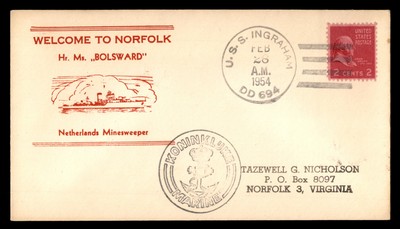 WELCOME TO NORFOLK
Hr. Ms. „BOLSWARD"
Netherlands Minesweeper
U. S. S. INGRAHAM
FEB
26
A.M.
1954
DD 694
UNITED STATES
POSTAGE
2 CENTS 2
KONINKLIJKE
MARINE
TAZEWELL G. NICHOLSON
P. O. Box 8097
NORFOLK 3, VIRGINIA